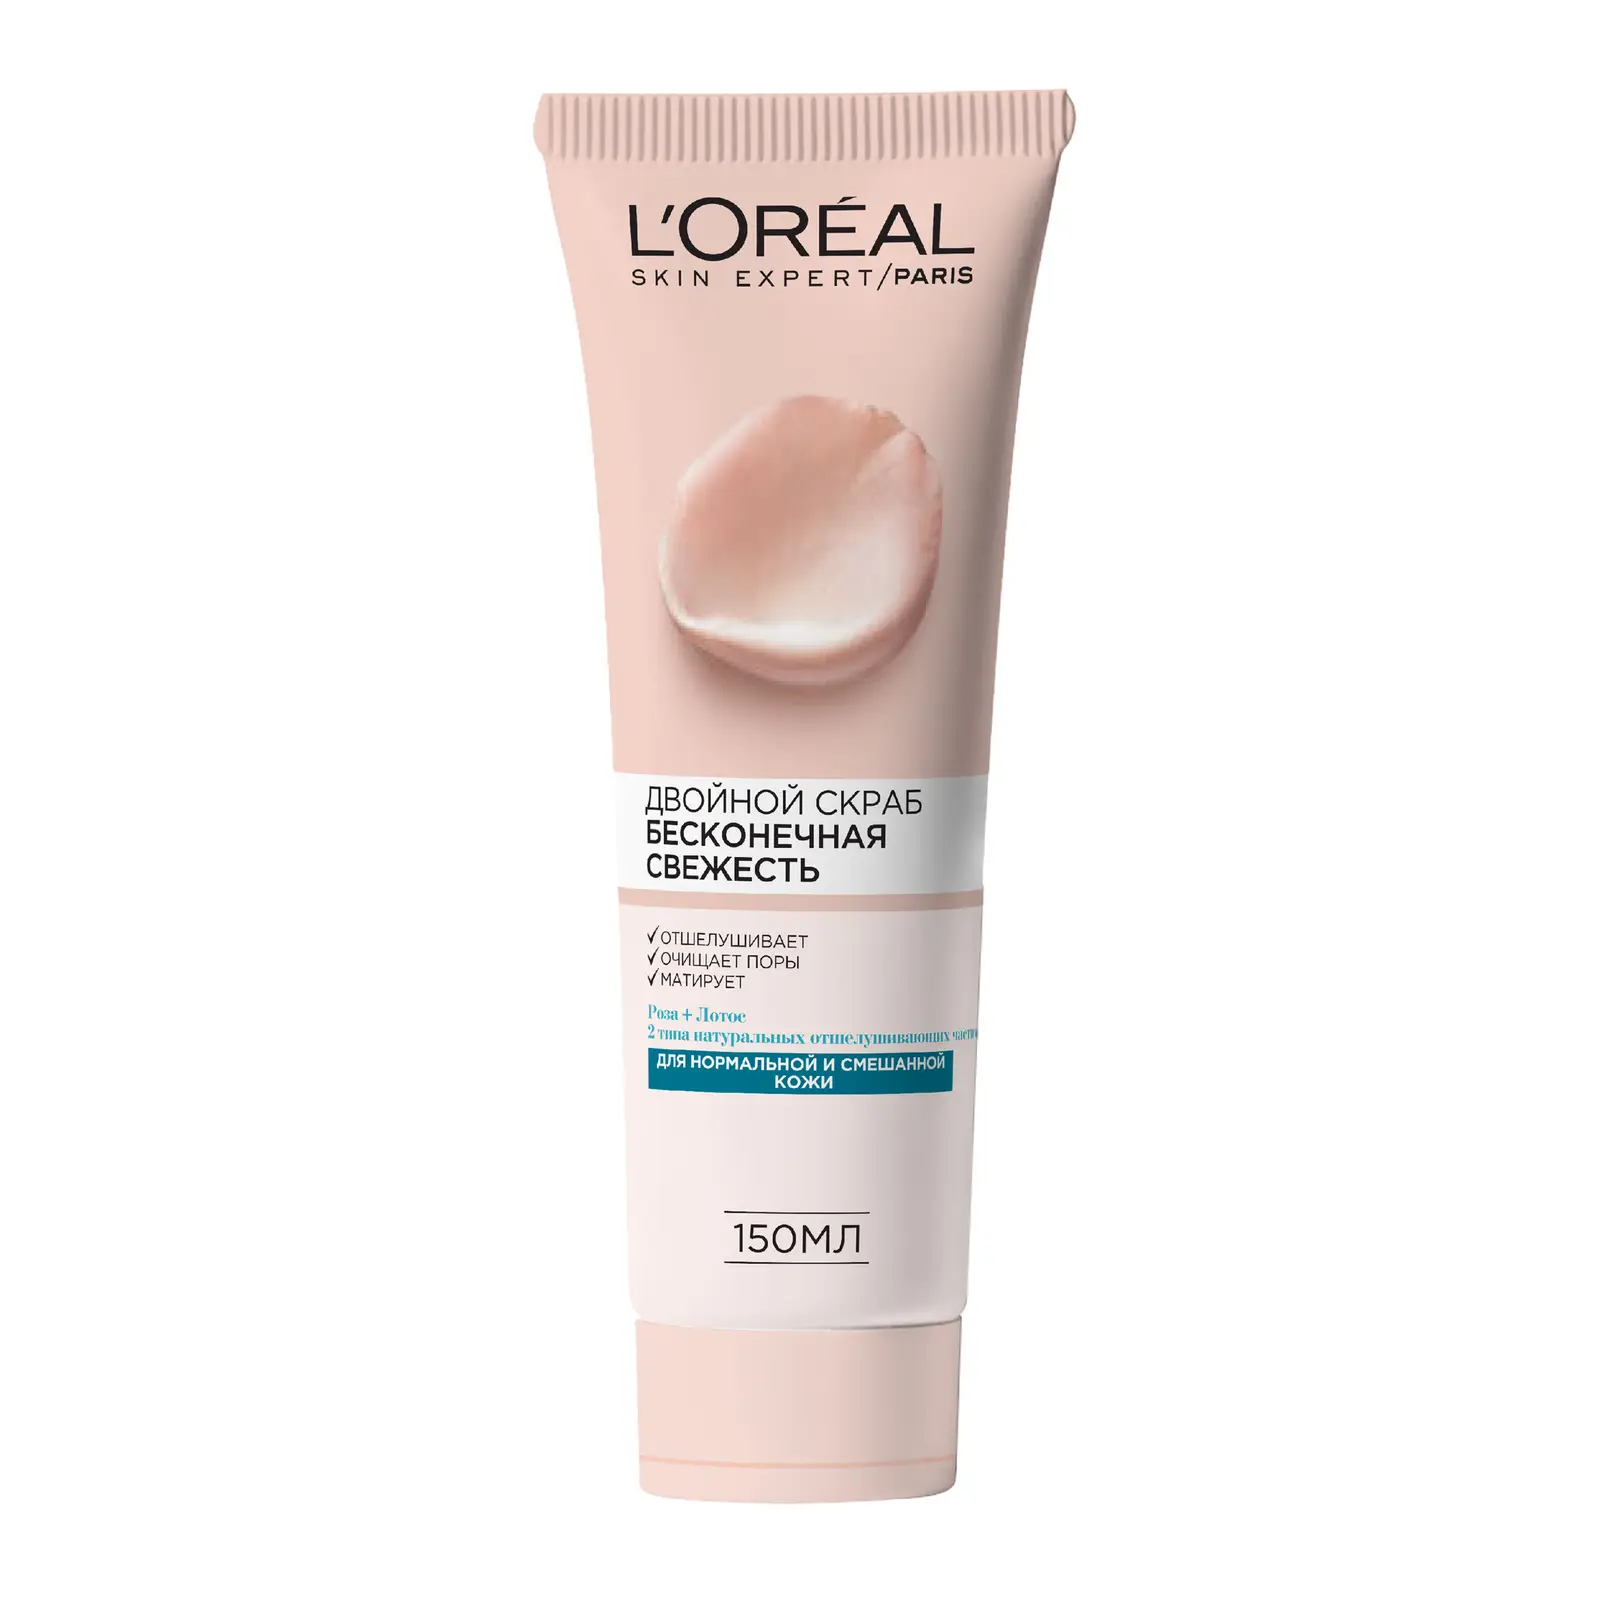 L'ORÉAL
SKIN EXPERT/PARIS
ДВОЙНОЙ СКРАБ
БЕСКОНЕЧНАЯ
СВЕЖЕСТЬ
✓ОТШЕЛУШИВАЕТ
✓ОЧИЩАЕТ ПОРЫ
✓МАТИРУЕТ
Роза + Лотос
2 типа натуральных отшелушивающих
ДЛЯ НОРМАЛЬНОЙ И СМЕШАННОЙ
КОЖИ
150МЛ